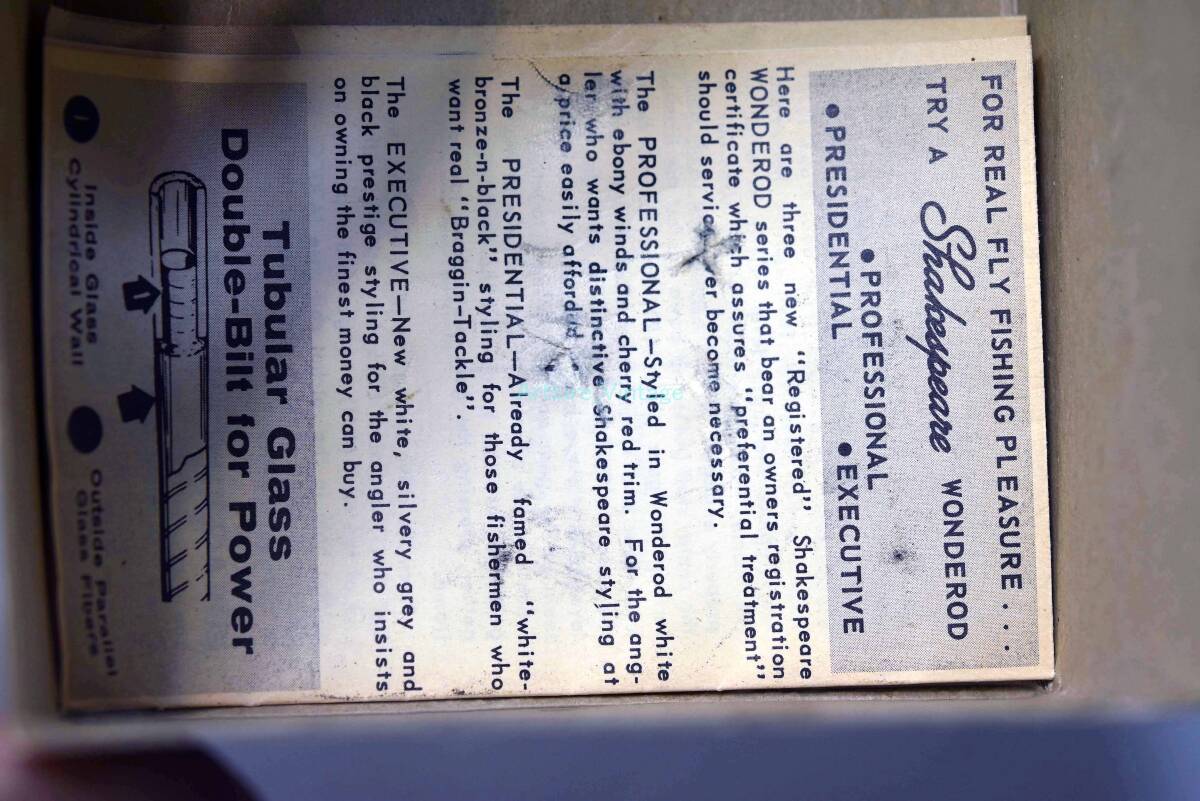 FOR REAL FLY FISHING PLEASURE . . .
TRY A Shakespeare WONDEROD
● PROFESSIONAL
● PRESIDENTIAL ● EXECUTIVE
Here are three new "Registered" Shakespeare
WONDEROD series that bear an owners registration
certificate which assures "preferential treatment"
should service ever become necessary.
The PROFESSIONAL—Styled in Wonderod white
with ebony winds and cherry red trim. For the ang-
ler who wants distinctive Shakespeare styling at
a price easily afforded.
The PRESIDENTIAL—Already famed "white-
bronze-n-black" styling for those fishermen who
want real "Braggin-Tackle".
The EXECUTIVE—New white, silvery grey and
black prestige styling for the angler who insists
on owning the finest money can buy.
Tubular Glass
Double-Bilt for Power
1 Inside Glass
Cylindrical Wall
Outside Parallel
Glass Fibers
Vintage